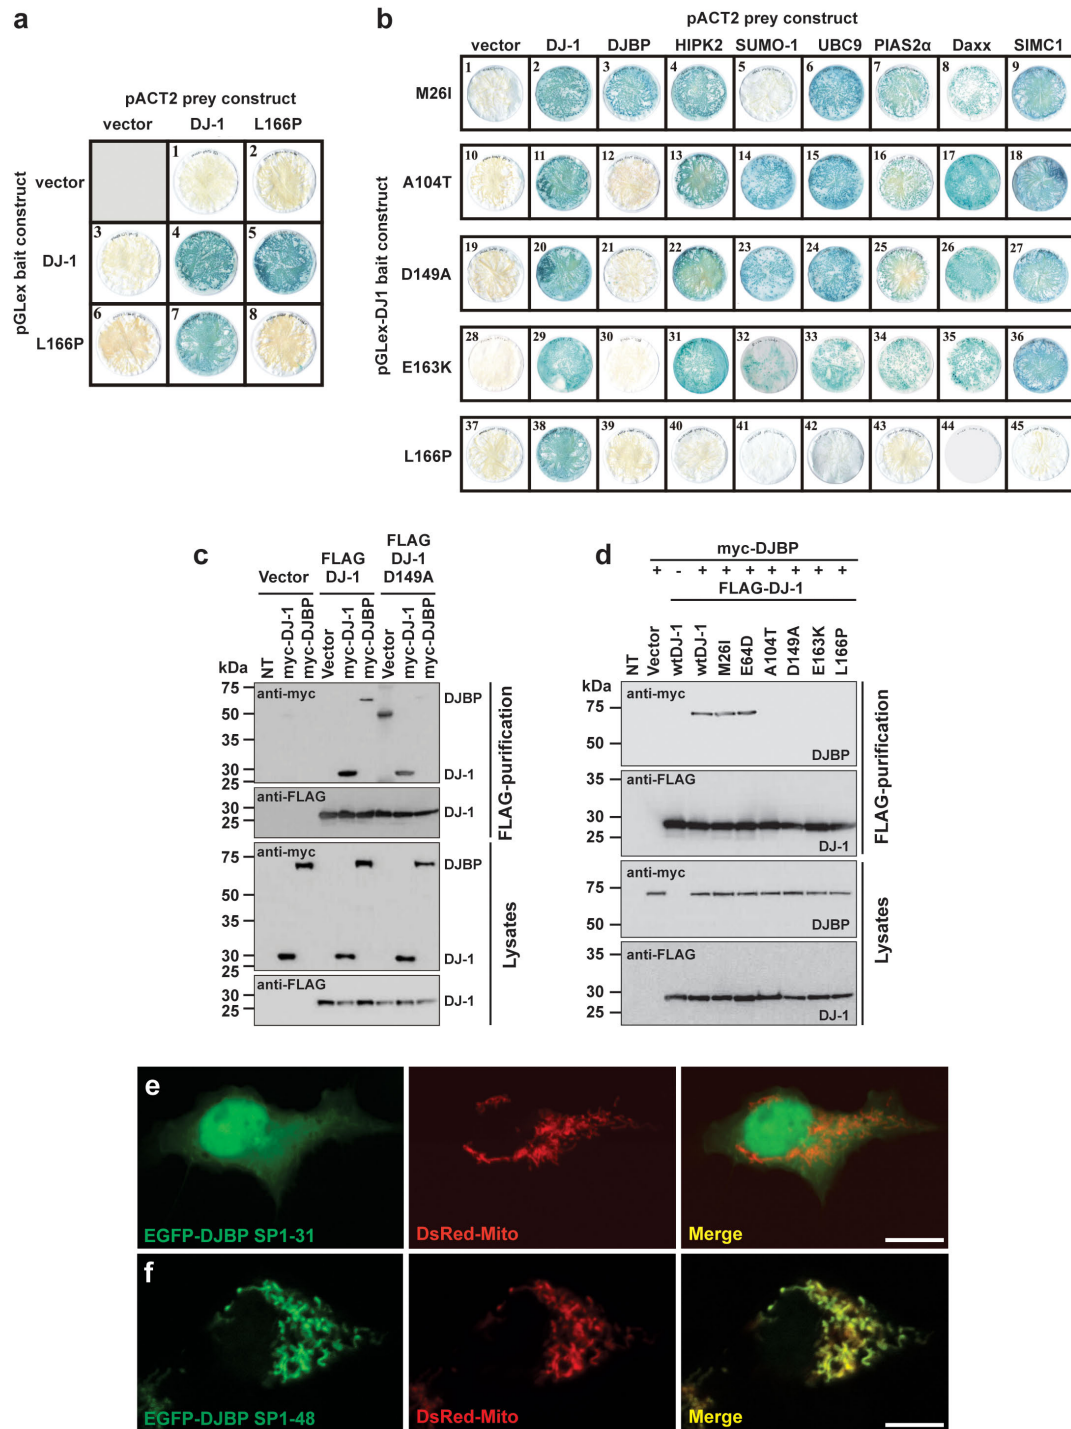 a
pACT2 prey construct
vector DJ-1 L166P
pGLex bait construct
vector 1 2
DJ-1 3 4 5
L166P 6 7 8
b
pACT2 prey construct
vector DJ-1 DJBP HIPK2 SUMO-1 UBC9 PIAS2α Daxx SIMC1
pGLex-DJ1 bait construct
M26I 1 2 3 4 5 6 7 8 9
A104T 10 11 12 13 14 15 16 17 18
D149A 19 20 21 22 23 24 25 26 27
E163K 28 29 30 31 32 33 34 35 36
L166P 37 38 39 40 41 42 43 44 45
c
Vector
FLAG DJ-1
FLAG DJ-1 D149A
NT myc-DJ-1 myc-DJBP Vector myc-DJ-1 myc-DJBP Vector myc-DJ-1 myc-DJBP
kDa
75 anti-myc DJBP
50
35
30 DJ-1
25
anti-FLAG
30 DJ-1
25
FLAG-purification
anti-myc
75 DJBP
50
35
30 DJ-1
25
anti-FLAG
30 DJ-1
25
Lysates
d
myc-DJBP
+ - + + + + + + +
FLAG-DJ-1
NT Vector wtDJ-1 wtDJ-1 M26I E64D A104T D149A E163K L166P
kDa
anti-myc
75
50 DJBP
35 anti-FLAG
30
25 DJ-1
FLAG-purification
anti-myc
75
50 DJBP
35 anti-FLAG
30
25 DJ-1
Lysates
e
EGFP-DJBP SP1-31 DsRed-Mito Merge
f
EGFP-DJBP SP1-48 DsRed-Mito Merge